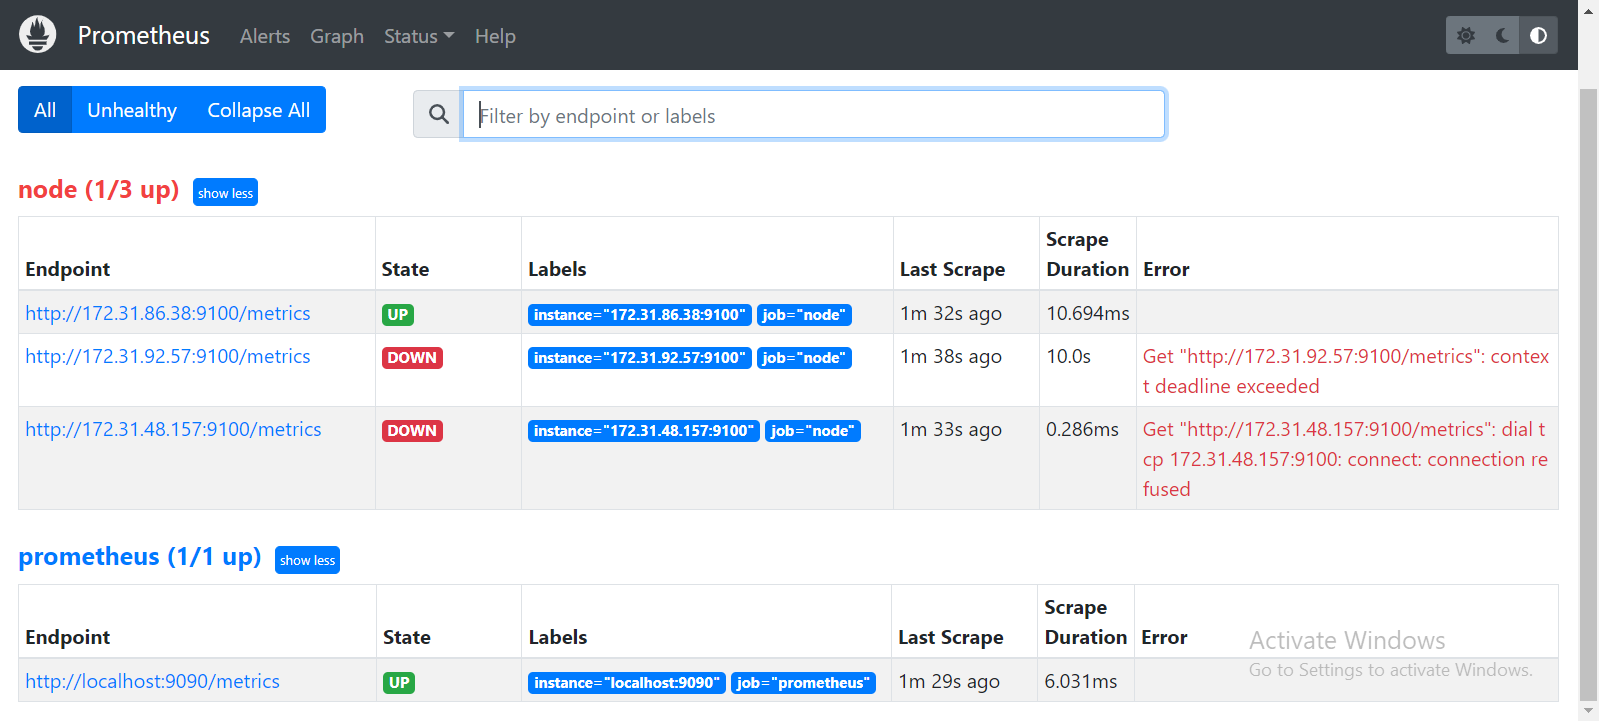 Prometheus Alerts Graph Status Help
All Unhealthy Collapse All
Filter by endpoint or labels
node (1/3 up) show less
Endpoint State Labels Last Scrape Scrape Duration Error
http://172.31.86.38:9100/metrics UP instance="172.31.86.38:9100" job="node" 1m 32s ago 10.694ms
http://172.31.92.57:9100/metrics DOWN instance="172.31.92.57:9100" job="node" 1m 38s ago 10.0s Get "http://172.31.92.57:9100/metrics": contex
t deadline exceeded
http://172.31.48.157:9100/metrics DOWN instance="172.31.48.157:9100" job="node" 1m 33s ago 0.286ms Get "http://172.31.48.157:9100/metrics": dial t
cp 172.31.48.157:9100: connect: connection re
fused
prometheus (1/1 up) show less
Endpoint State Labels Last Scrape Scrape Duration Error
http://localhost:9090/metrics UP instance="localhost:9090" job="prometheus" 1m 29s ago 6.031ms
Activate Windows
Go to Settings to activate Windows.